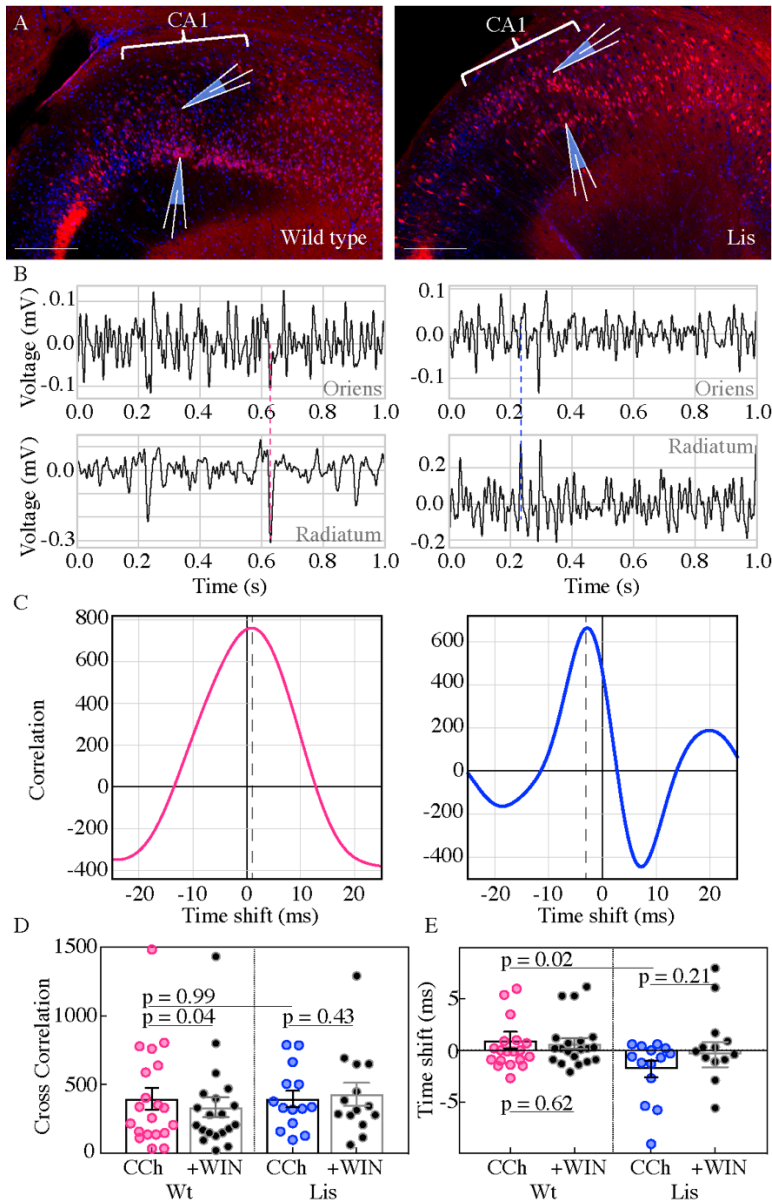 A
CA1
Wild type
CA1
Lis
B
Voltage (mV)
.0.1
0.0
-0.1
Oriens
0.0 0.2 0.4 0.6 0.8 1.0
0.1
0.0
-0.1
Oriens
0.0 0.2 0.4 0.6 0.8 1.0
Voltage (mV)
0.0
-0.3
Radiatum
0.0 0.2 0.4 0.6 0.8 1.0
Time (s)
Radiatum
0.2
0.0
-0.2
0.0 0.2 0.4 0.6 0.8 1.0
Time (s)
C
Correlation
800
600
400
200
0
-200
-400
-20 -10 0 10 20
Time shift (ms)
600
400
200
0
-200
-400
-20 -10 0 10 20
Time shift (ms)
D
Cross Correlation
1500
1000
500
0
p = 0.99
p = 0.04
p = 0.43
CCh +WIN CCh +WIN
Wt Lis
E
Time shift (ms)
5
0
-5
p = 0.02
p = 0.21
p = 0.62
CCh +WIN CCh +WIN
Wt Lis